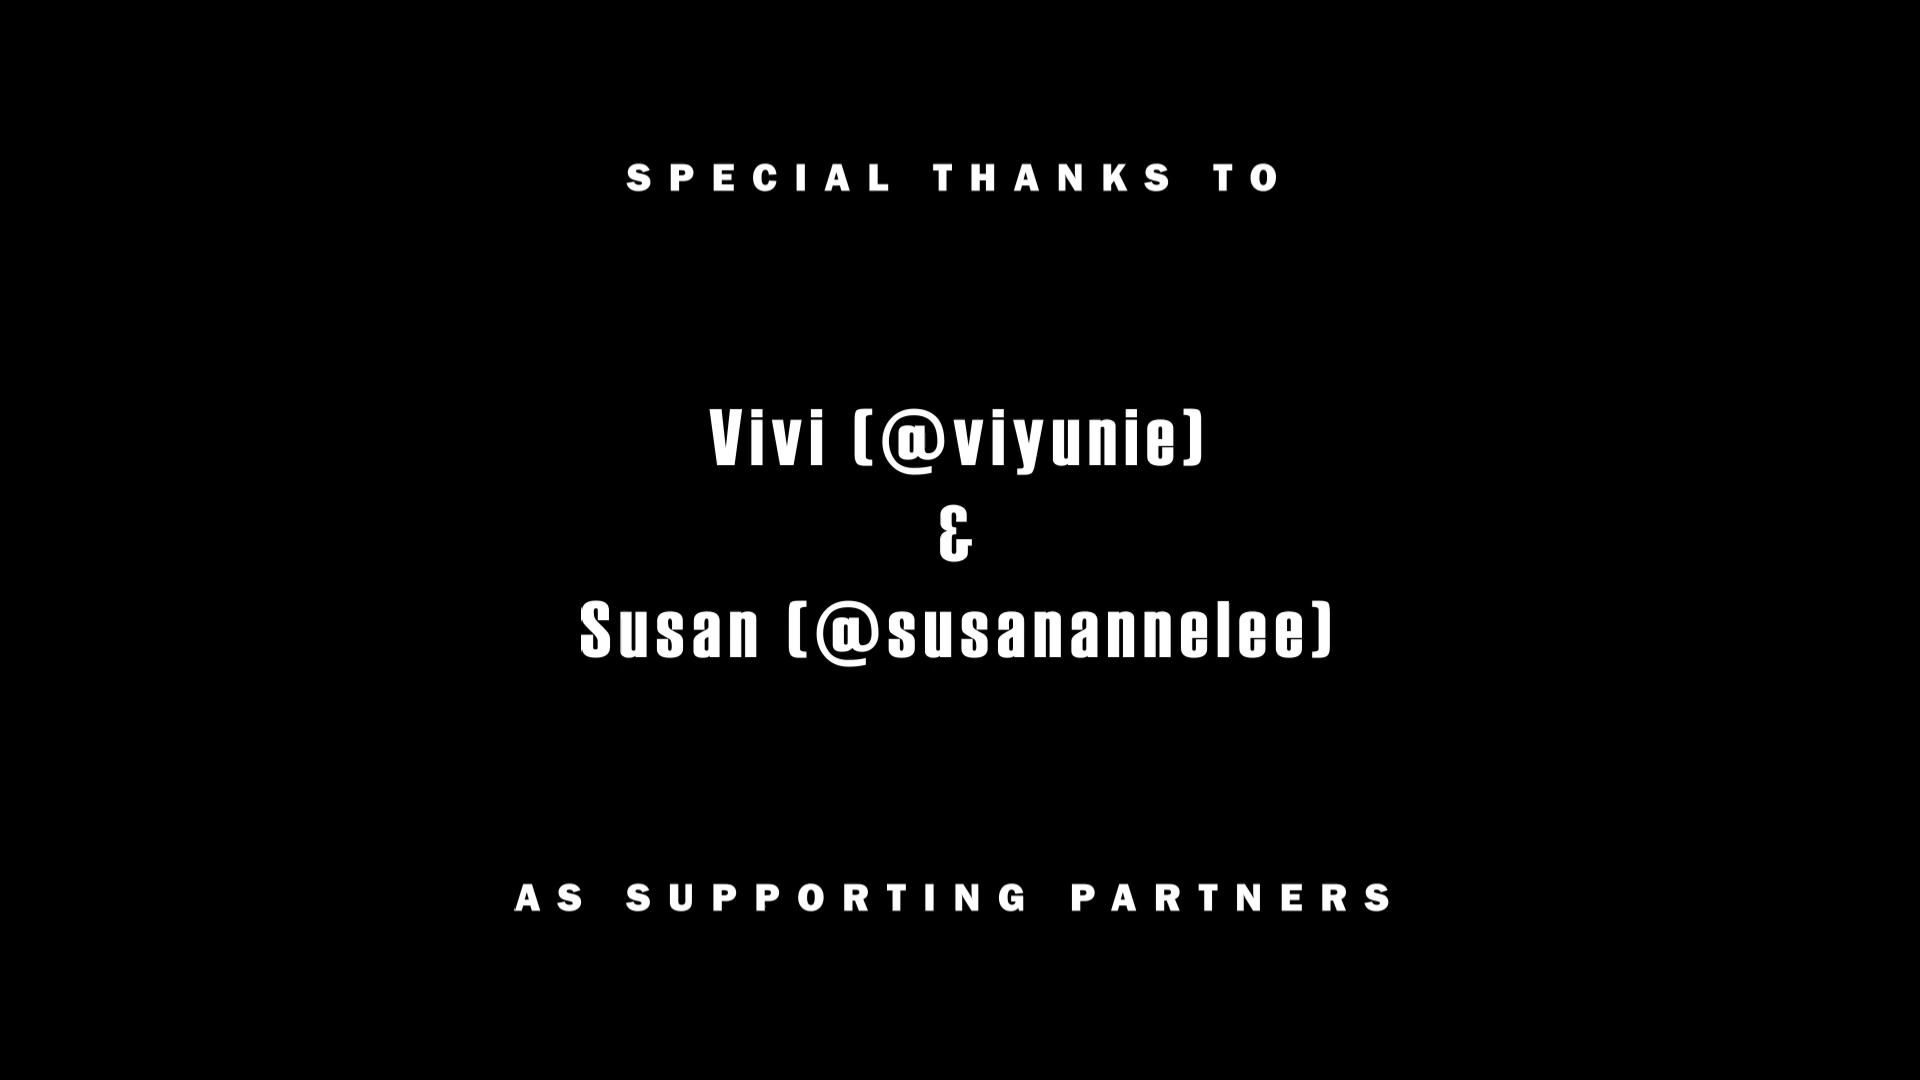 SPECIAL THANKS TO
Vivi (@viyunie)
&
Susan (@susanannelee)
AS SUPPORTING PARTNERS